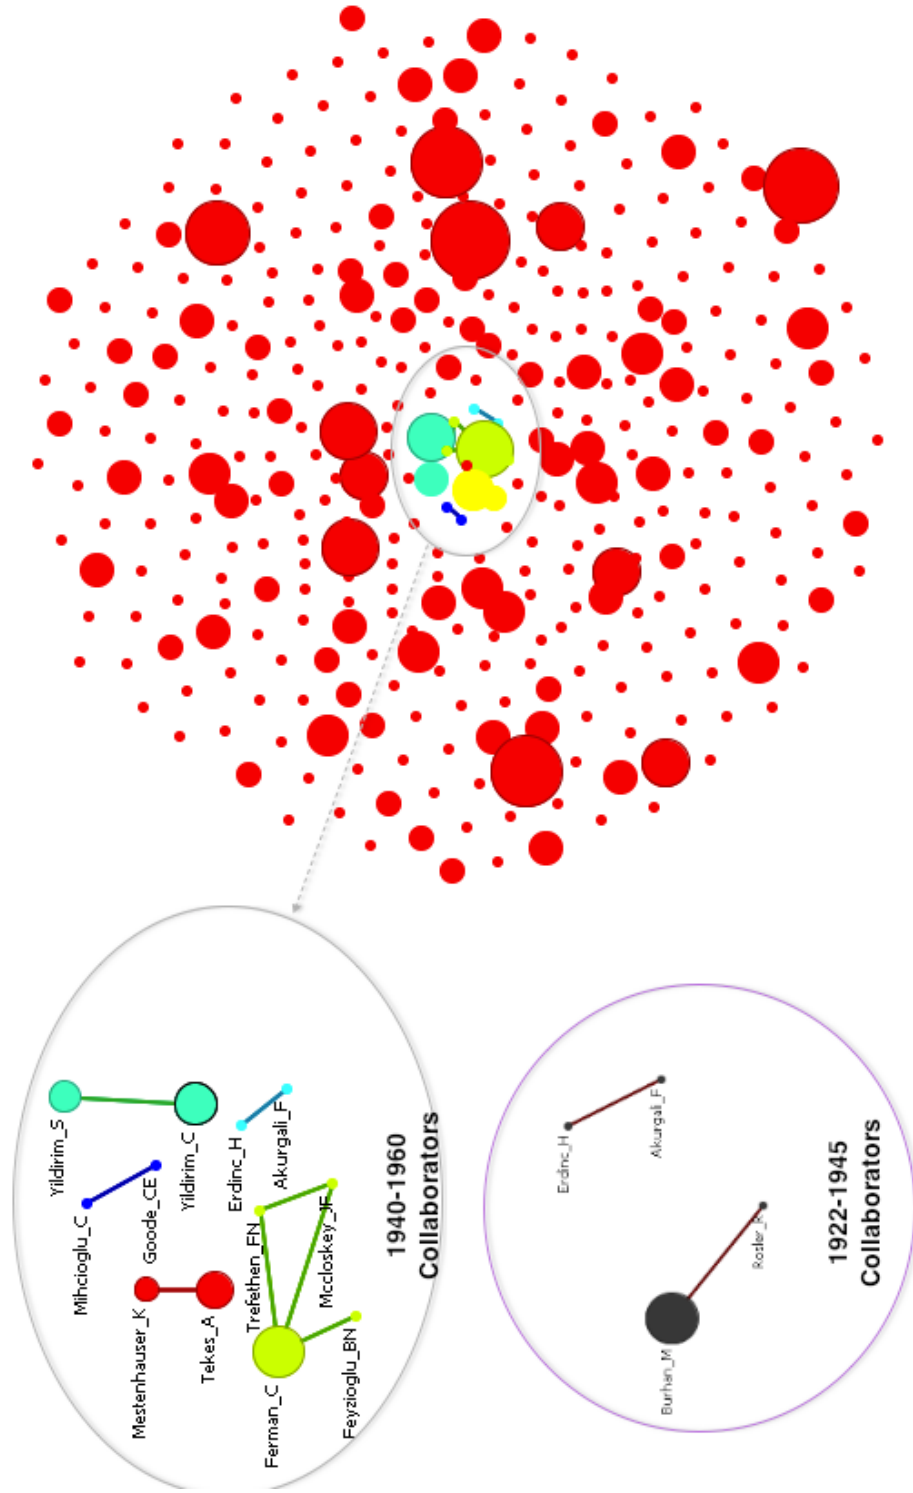 Yildirim_S
Yildirim_C
Mihcioglu_C
Goode_CE
Erdinc_H
Akurgali_F
Mestenhauser_K
Tekes_A
Trefethen_FN
Mccloskey_JF
Ferman_C
Feyzioglu_BN
1940-1960
Collaborators
Erdinc_H
Akurgali_F
Burhan_M
Rosler_R
1922-1945
Collaborators